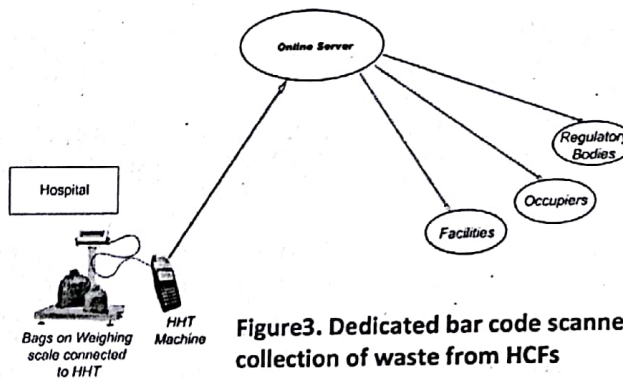 Online Server
Regulatory
Bodies
Occupiers
Facilities
Hospital
HHT
Machine
Bags on Weighing
scale connected
to HHT
Figure3. Dedicated bar code scanne
collection of waste from HCFs